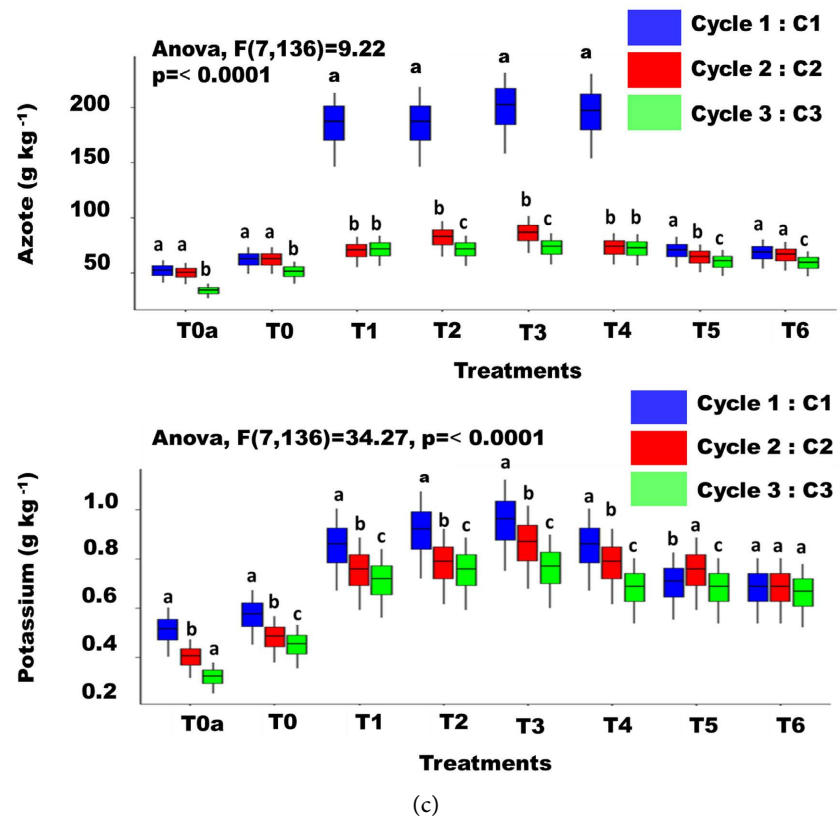 Anova, F(7,136)=9.22
p=< 0.0001
Cycle 1 : C1
Cycle 2 : C2
Cycle 3 : C3
Azote (g kg⁻¹)
200
150
100
50
a a b
a a b
a b b
a b c
a b c
a b b
a b c
a a b
T0a T0 T1 T2 T3 T4 T5 T6
Treatments
Anova, F(7,136)=34.27, p=< 0.0001
Cycle 1 : C1
Cycle 2 : C2
Cycle 3 : C3
Potassium (g kg⁻¹)
1.0
0.8
0.6
0.4
0.2
a b a
a b c
a b c
a b c
a b c
a b c
b a c
a a a
T0a T0 T1 T2 T3 T4 T5 T6
Treatments
(c)